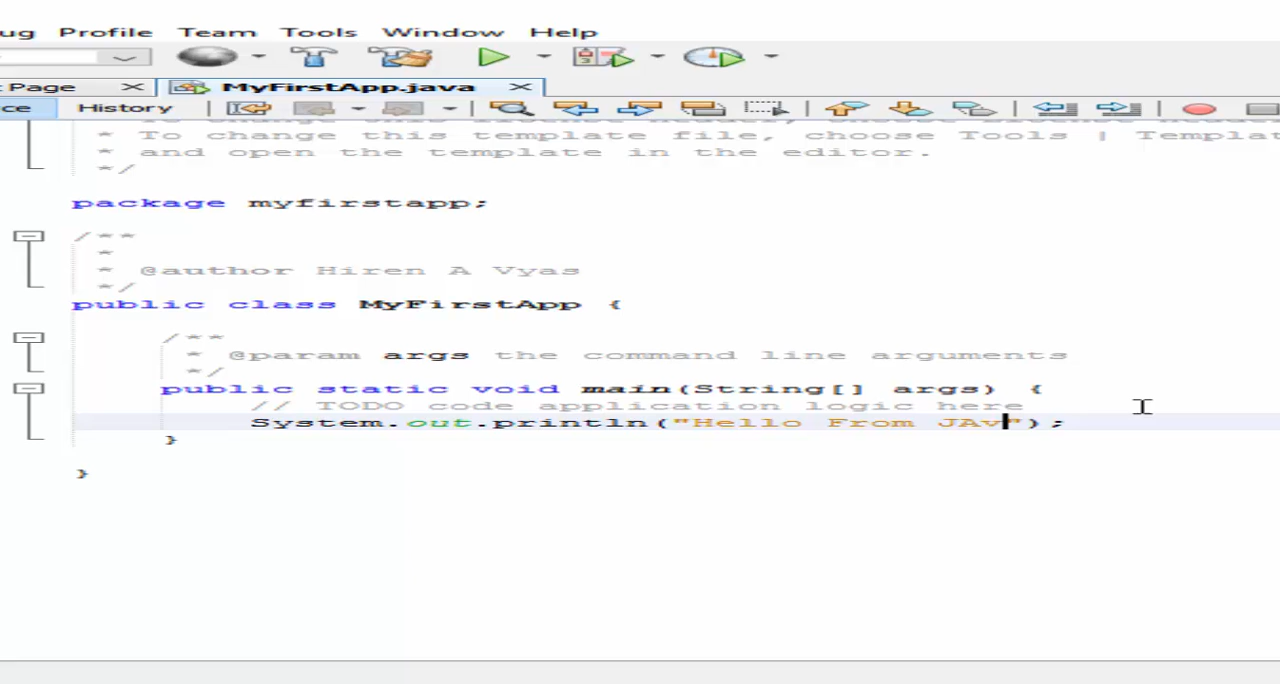 ug Profile Team Tools Window Help
Page MyFirstApp.java
ce History
* To change this template file, choose Tools | Templat
* and open the template in the editor.
*/
package myfirstapp;
/**
*
* @author Hiren A Vyas
*/
public class MyFirstApp {
/**
* @param args the command line arguments
*/
public static void main(String[] args) {
// TODO code application logic here
System.out.println("Hello From JAv");
}
}